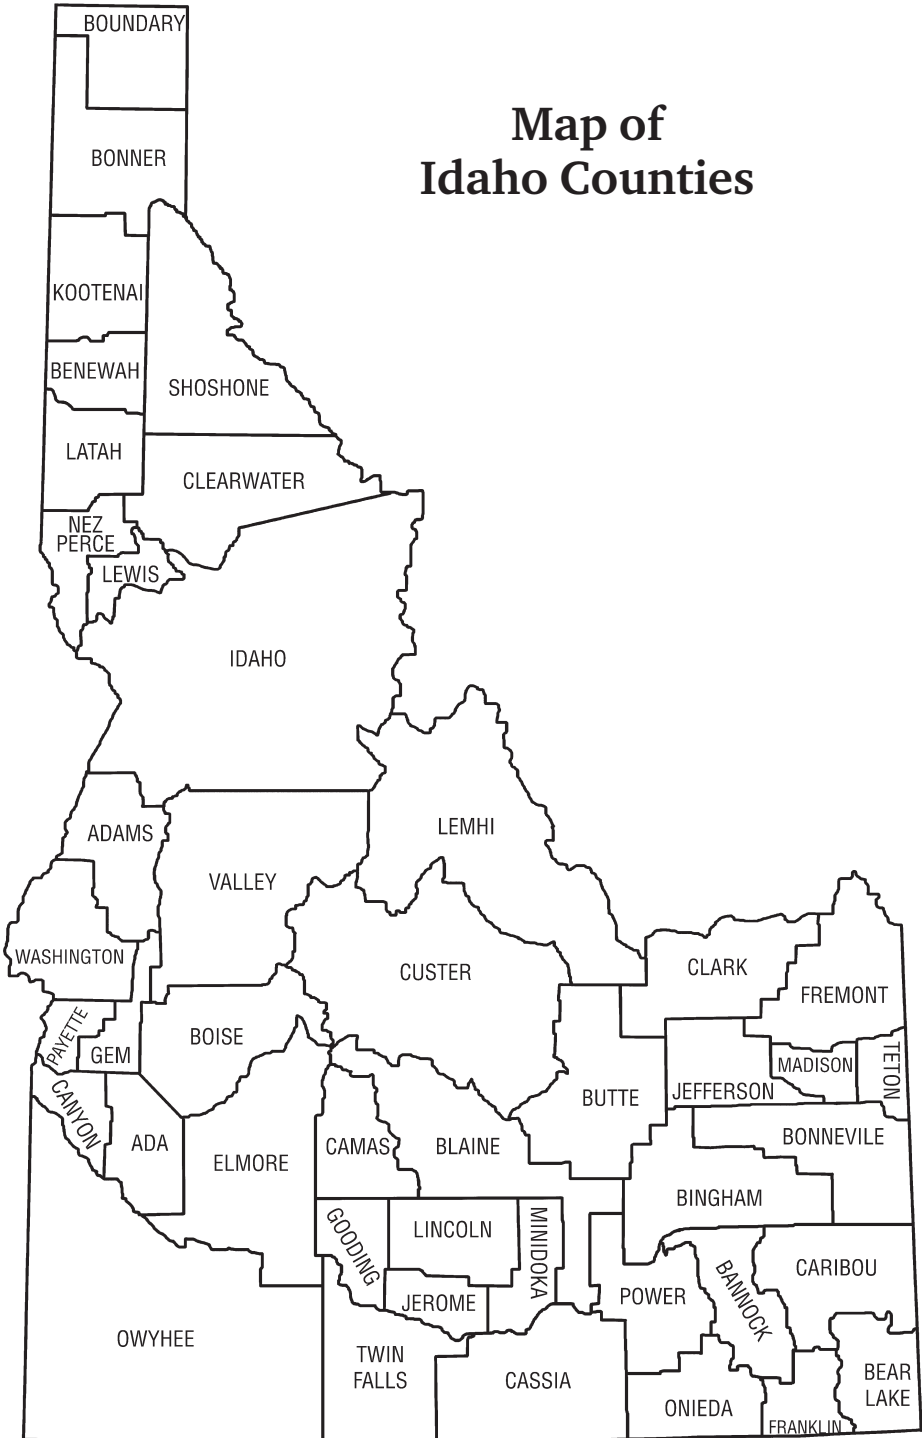 BOUNDARY
Map of
Idaho Counties
BONNER
KOOTENAI
BENEWAH
SHOSHONE
LATAH
CLEARWATER
NEZ
PERCE
LEWIS
IDAHO
LEMHI
ADAMS
VALLEY
WASHINGTON
CUSTER
CLARK
FREMONT
PAYETTE
GEM
BOISE
MADISON
TETON
JEFFERSON
BUTTE
CANYON
ADA
ELMORE
CAMAS
BLAINE
BONNEVILE
BINGHAM
GOODING
LINCOLN
MINIDOKA
JEROME
POWER
BANNOCK
CARIBOU
OWYHEE
TWIN
FALLS
CASSIA
BEAR
LAKE
ONIEDA
FRANKLIN